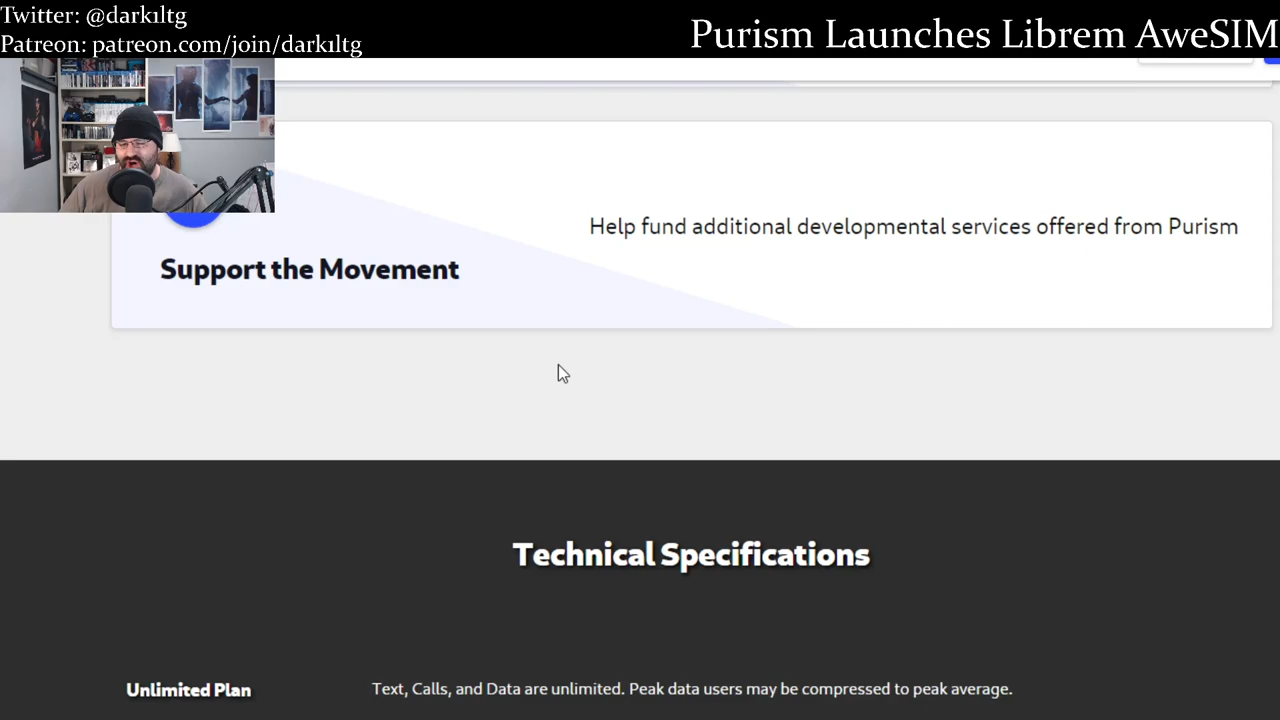 Twitter: @dark1ltg
Patreon: patreon.com/join/dark1ltg
Purism Launches Librem AweSIM
Help fund additional developmental services offered from Purism
Support the Movement
Technical Specifications
Unlimited Plan
Text, Calls, and Data are unlimited. Peak data users may be compressed to peak average.